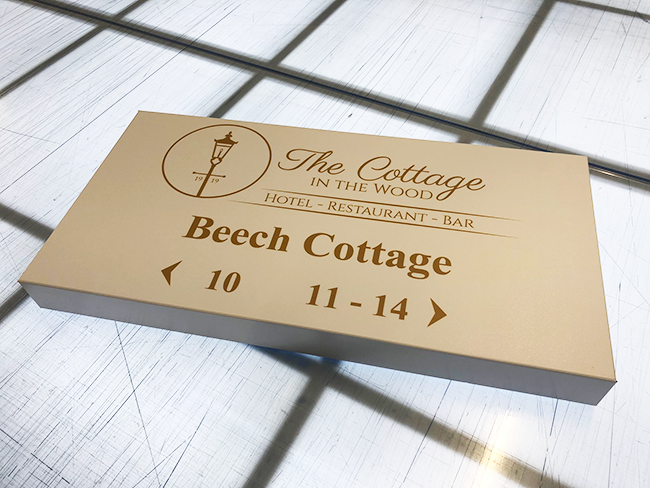 19 19
The Cottage
IN THE WOOD
HOTEL - RESTAURANT - BAR
Beech Cottage
10 11 - 14